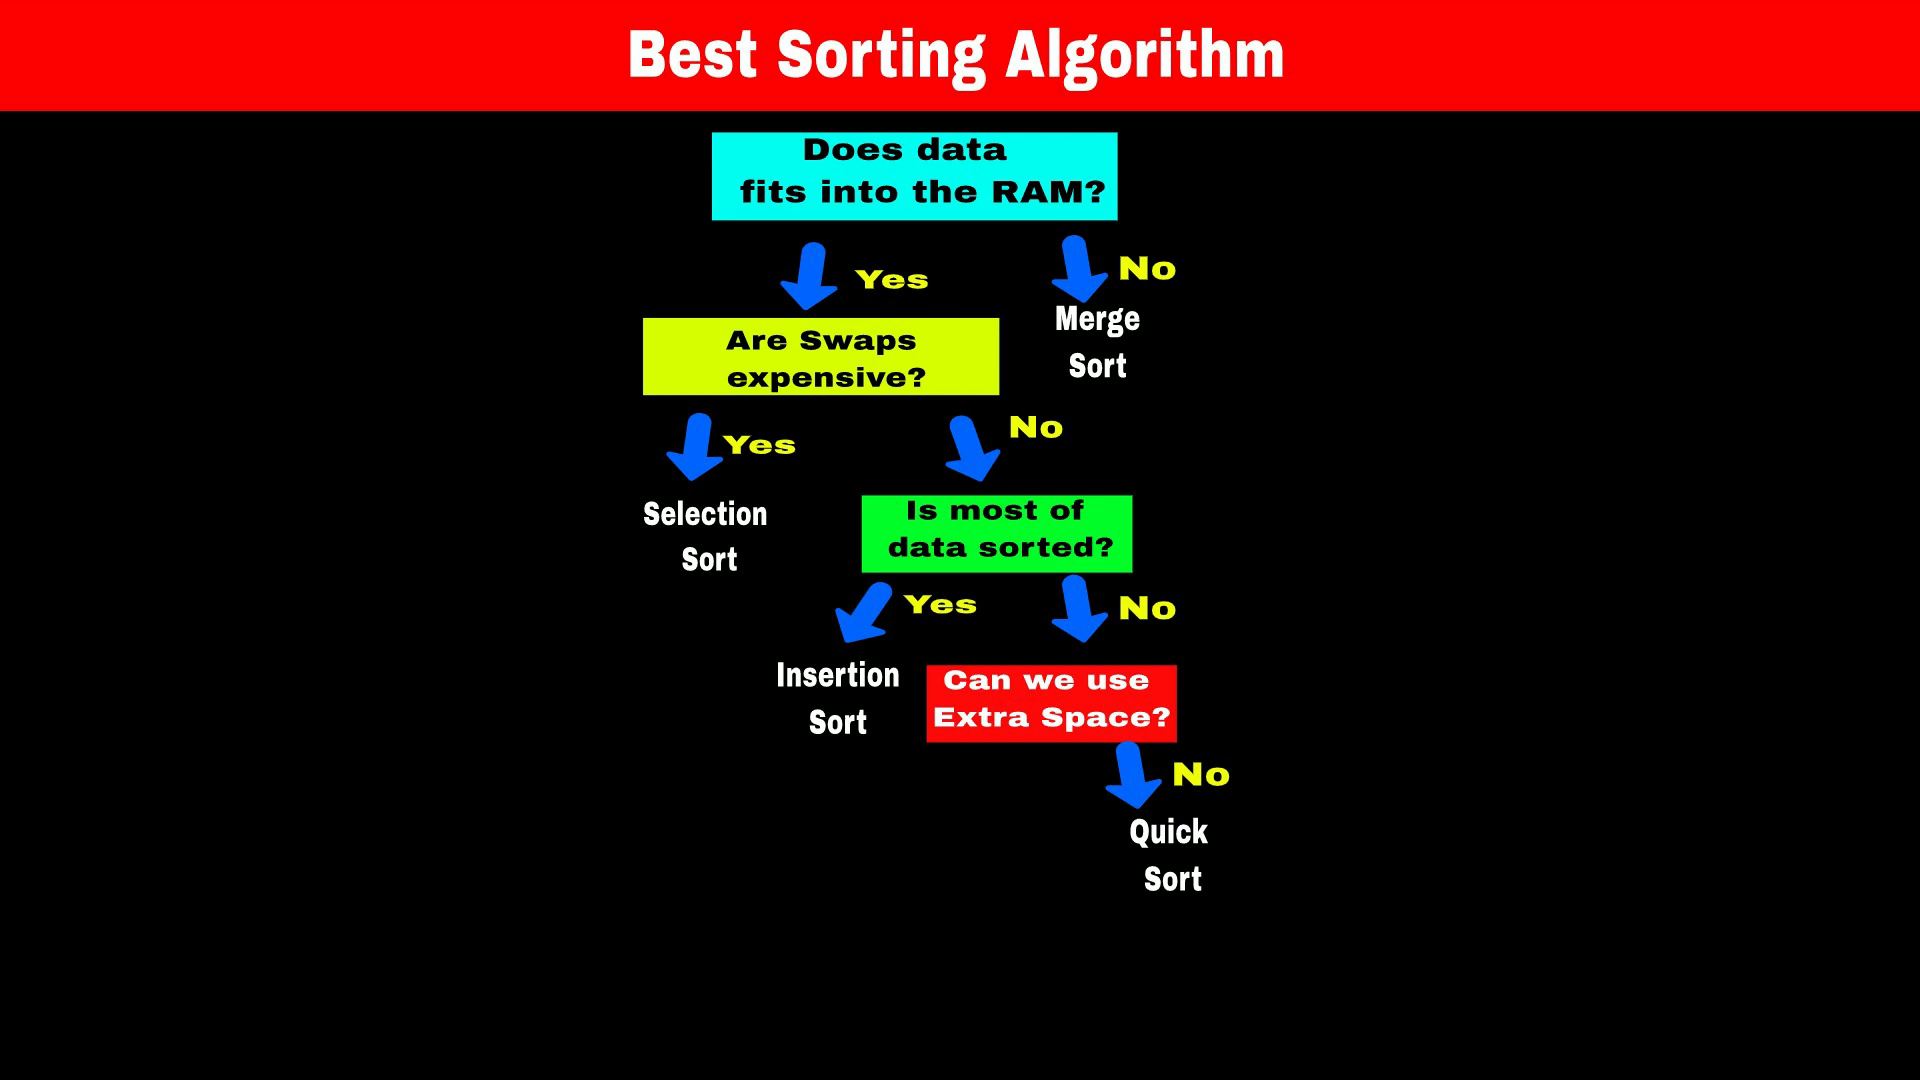 Best Sorting Algorithm
Does data
fits into the RAM?
Yes
No
Merge
Sort
Are Swaps
expensive?
Yes
No
Selection
Sort
Is most of
data sorted?
Yes
No
Insertion
Sort
Can we use
Extra Space?
No
Quick
Sort